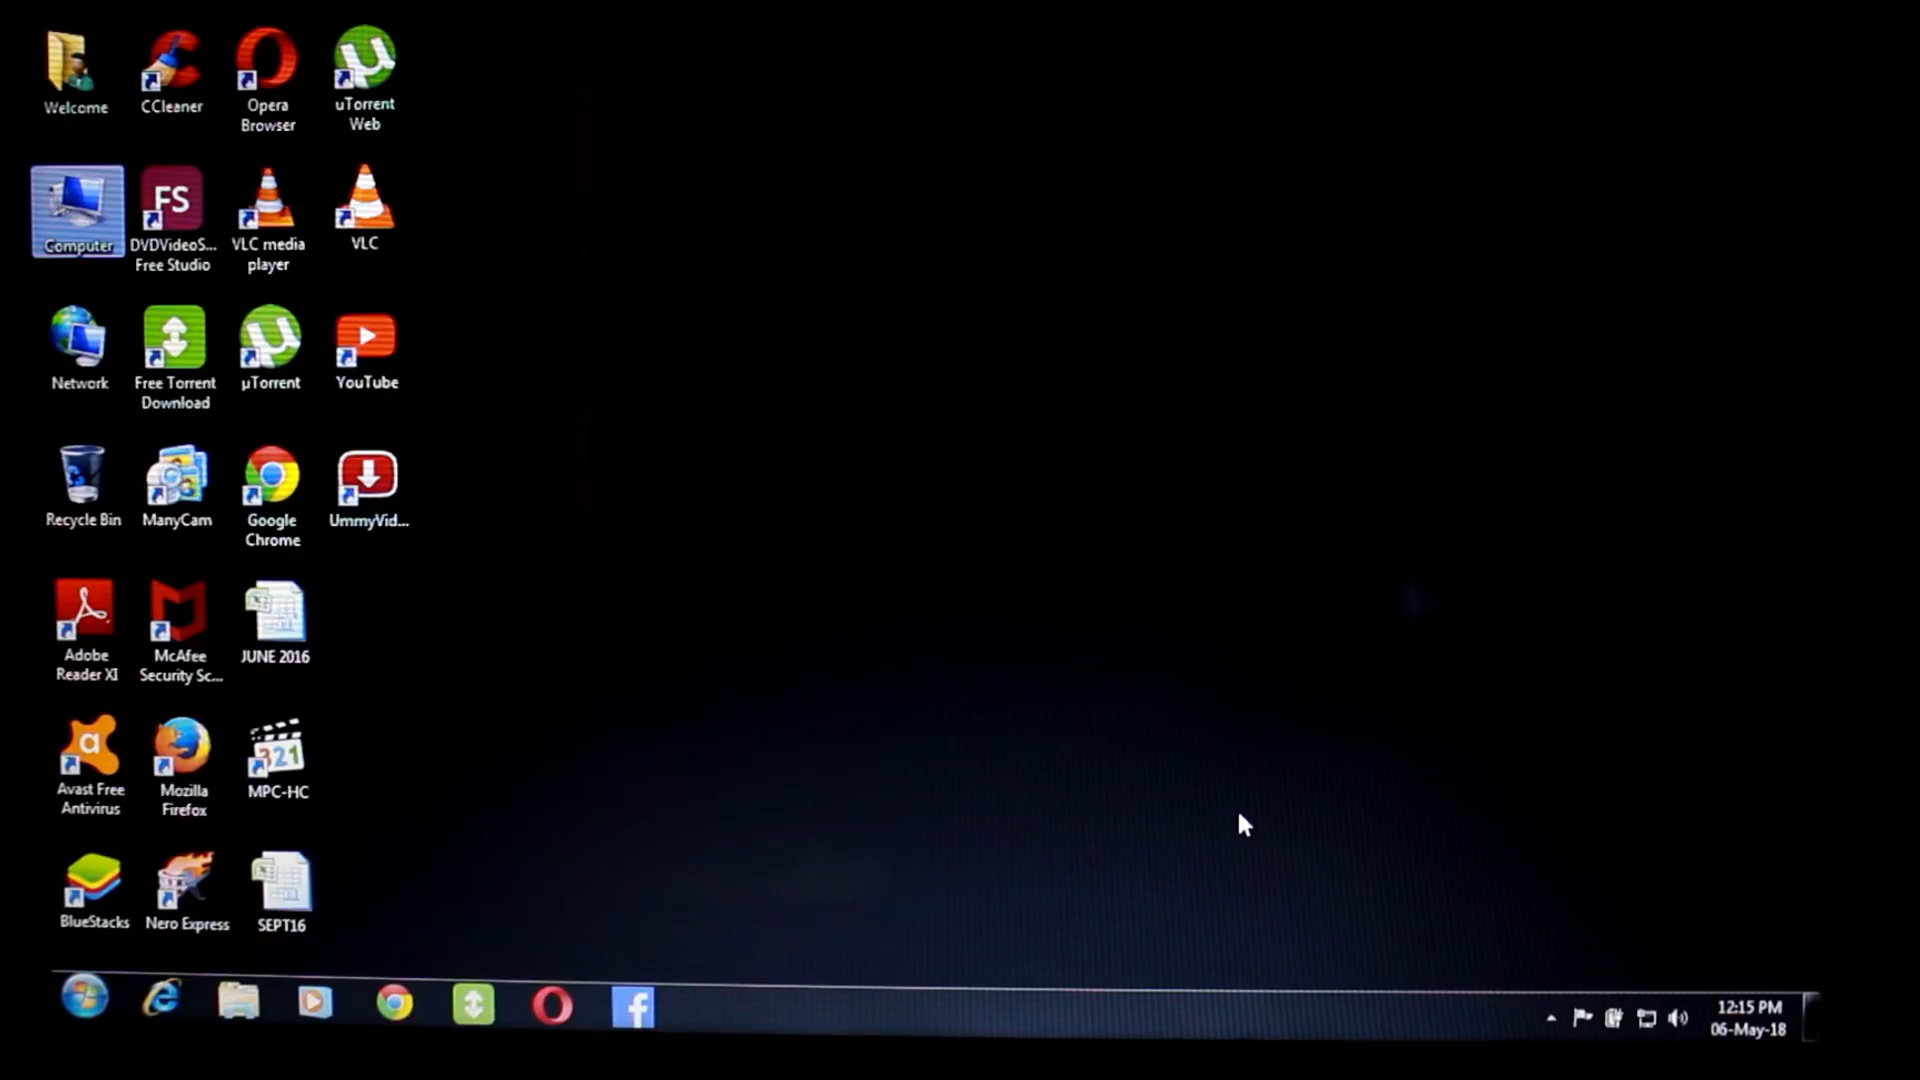 Welcome
CCleaner
Opera
Browser
uTorrent
Web
Computer
FS
DVDVideoS...
Free Studio
VLC media
player
VLC
Network
Free Torrent
Download
µ
µTorrent
YouTube
Recycle Bin
ManyCam
Google
Chrome
UmmyVid...
Adobe
Reader XI
McAfee
Security Sc...
JUNE 2016
a
Avast Free
Antivirus
Mozilla
Firefox
321
MPC-HC
BlueStacks
Nero Express
SEPT16
f
12:15 PM
06-May-18